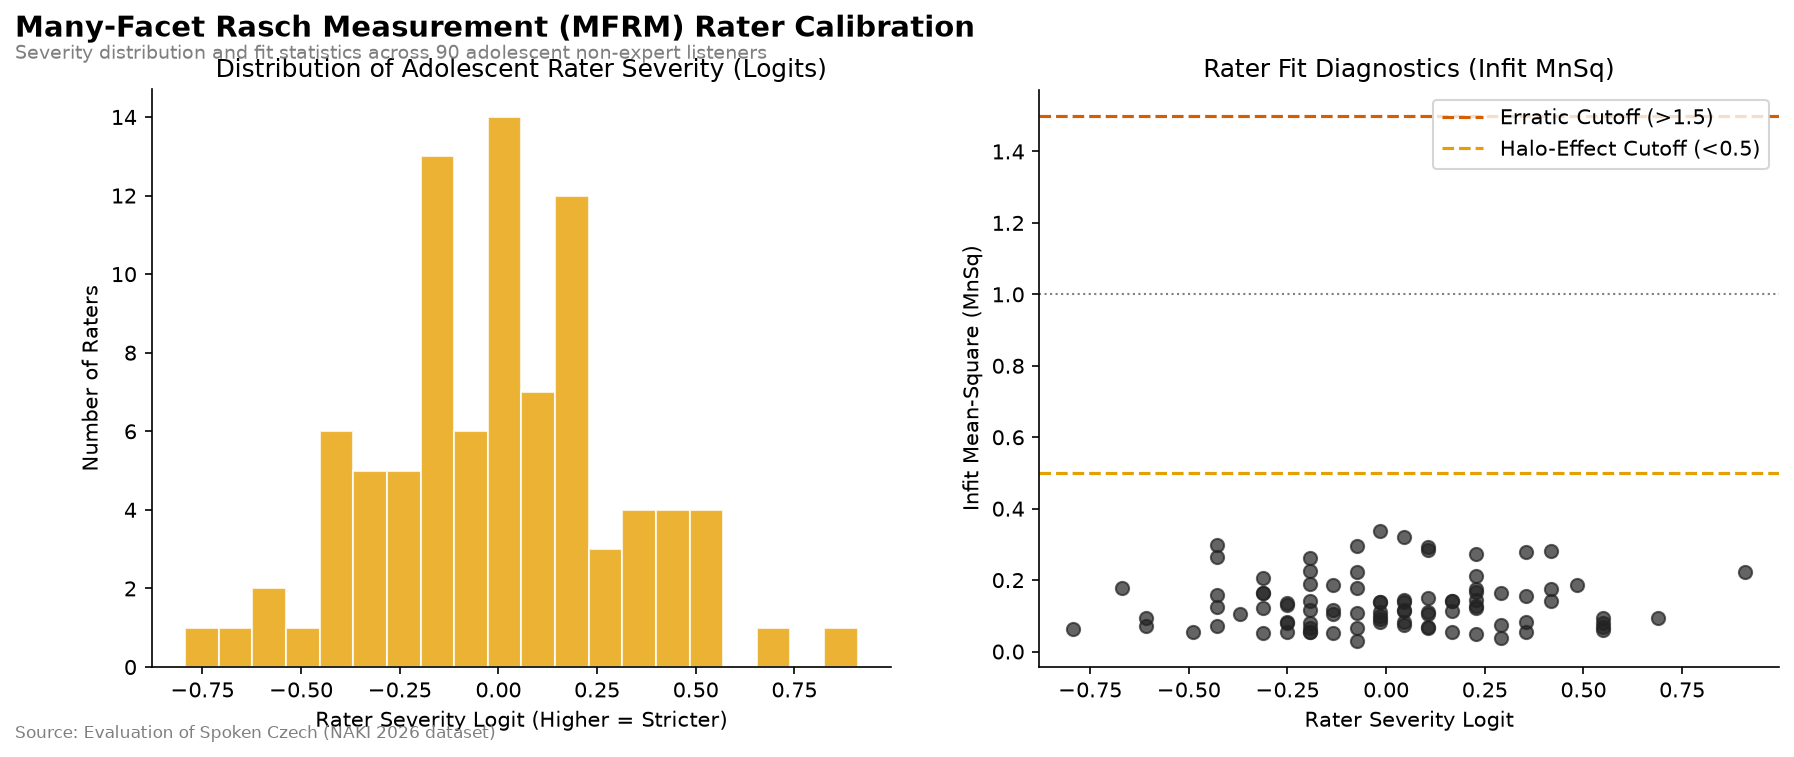 Many-Facet Rasch Measurement (MFRM) Rater Calibration
Severity distribution and fit statistics across 90 adolescent non-expert listeners
Distribution of Adolescent Rater Severity (Logits)
Number of Raters
14
12
10
8
6
4
2
0
−0.75 −0.50 −0.25 0.00 0.25 0.50 0.75
Rater Severity Logit (Higher = Stricter)
Rater Fit Diagnostics (Infit MnSq)
Erratic Cutoff (>1.5)
Halo-Effect Cutoff (<0.5)
Infit Mean-Square (MnSq)
1.4
1.2
1.0
0.8
0.6
0.4
0.2
0.0
−0.75 −0.50 −0.25 0.00 0.25 0.50 0.75
Rater Severity Logit
Source: Evaluation of Spoken Czech (NAKI 2026 dataset)